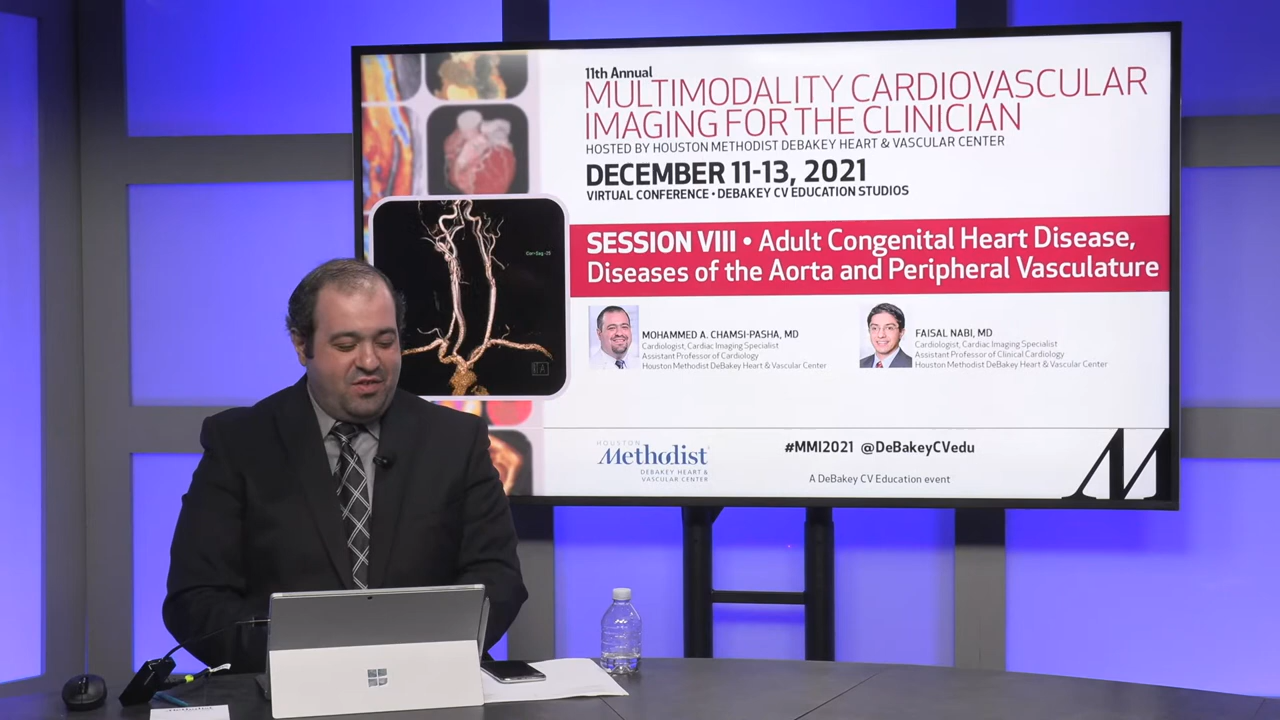 11th Annual
MULTIMODALITY CARDIOVASCULAR
IMAGING FOR THE CLINICIAN
HOSTED BY HOUSTON METHODIST DEBAKEY HEART & VASCULAR CENTER
DECEMBER 11-13, 2021
VIRTUAL CONFERENCE • DEBAKEY CV EDUCATION STUDIOS
SESSION VIII • Adult Congenital Heart Disease,
Diseases of the Aorta and Peripheral Vasculature
MOHAMMED A. CHAMSI-PASHA, MD
Cardiologist, Cardiac Imaging Specialist
Assistant Professor of Cardiology
Houston Methodist DeBakey Heart & Vascular Center
FAISAL NABI, MD
Cardiologist, Cardiac Imaging Specialist
Assistant Professor of Clinical Cardiology
Houston Methodist DeBakey Heart & Vascular Center
HOUSTON
Methodist
DEBAKEY HEART &
VASCULAR CENTER
#MMI2021 @DeBakeyCVedu
A DeBakey CV Education event
M
Methodist